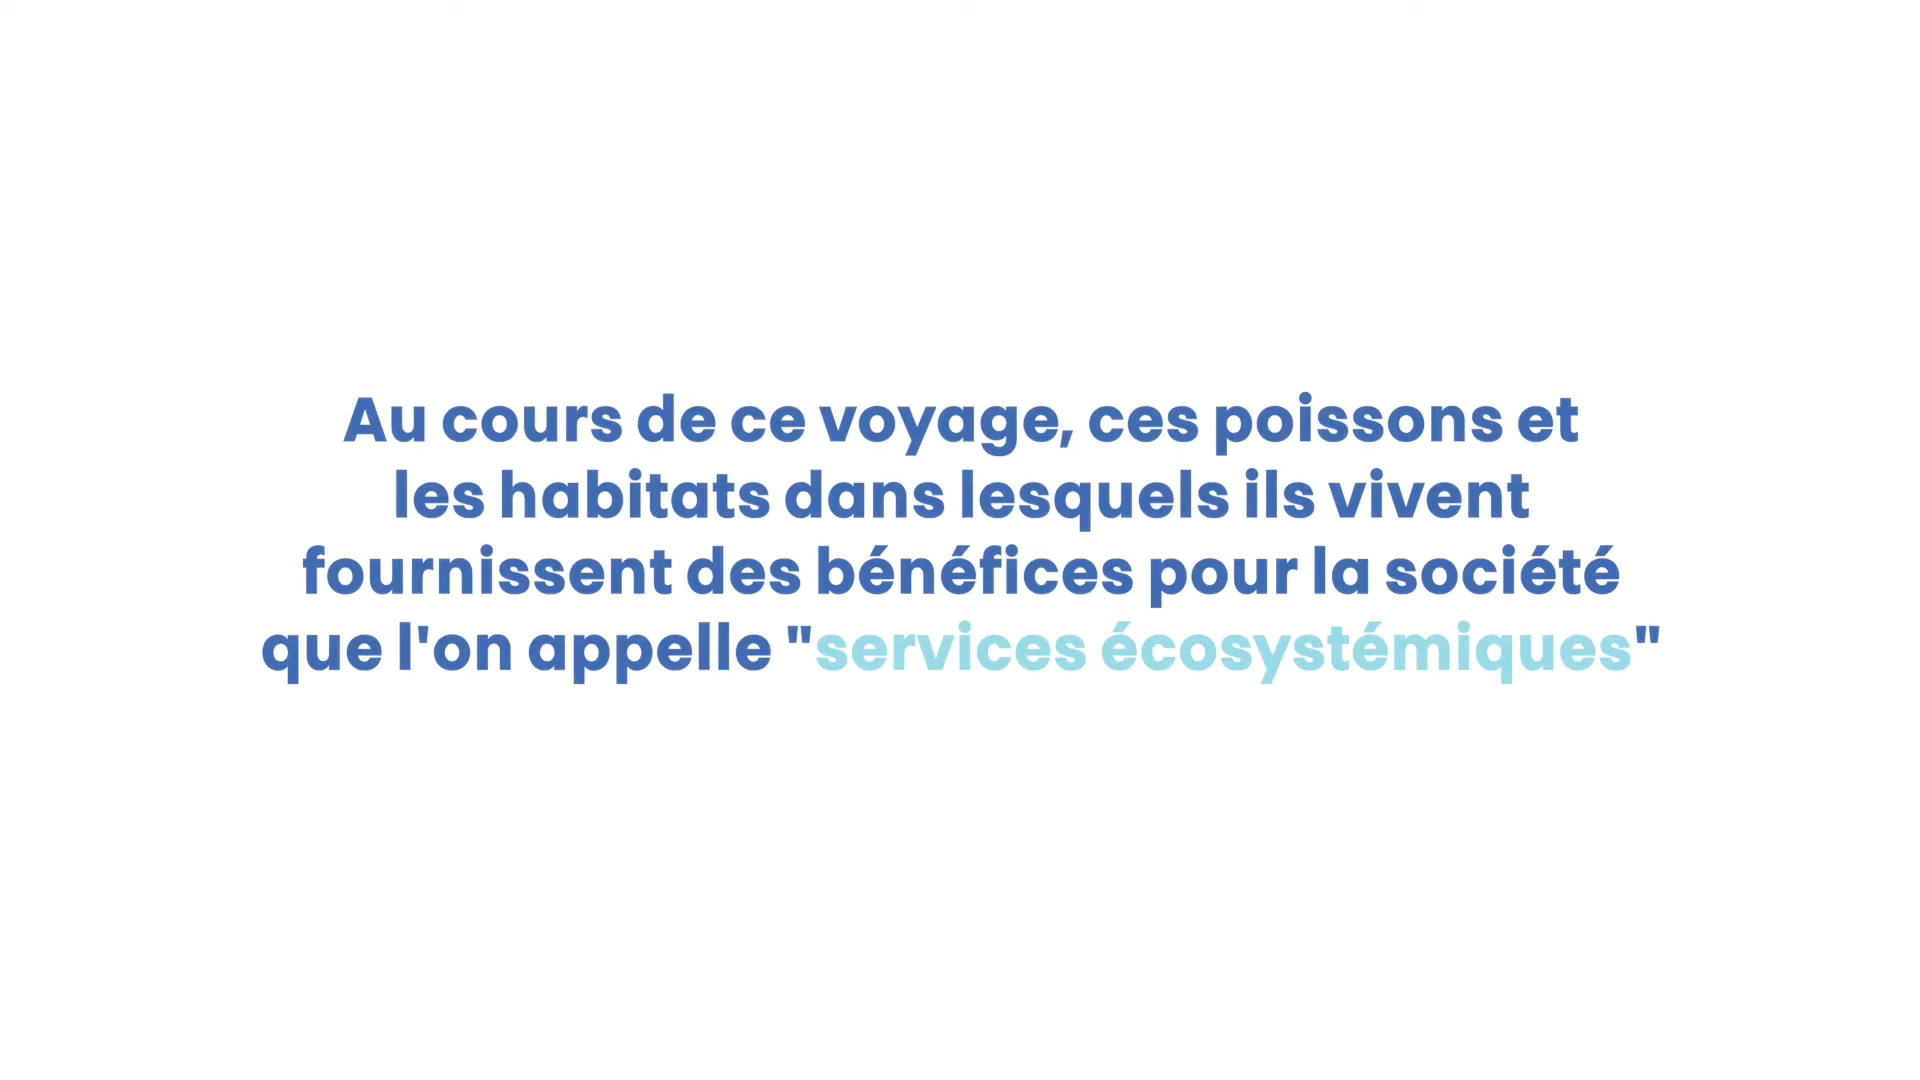 Au cours de ce voyage, ces poissons et
les habitats dans lesquels ils vivent
fournissent des bénéfices pour la société
que l'on appelle "services écosystémiques"